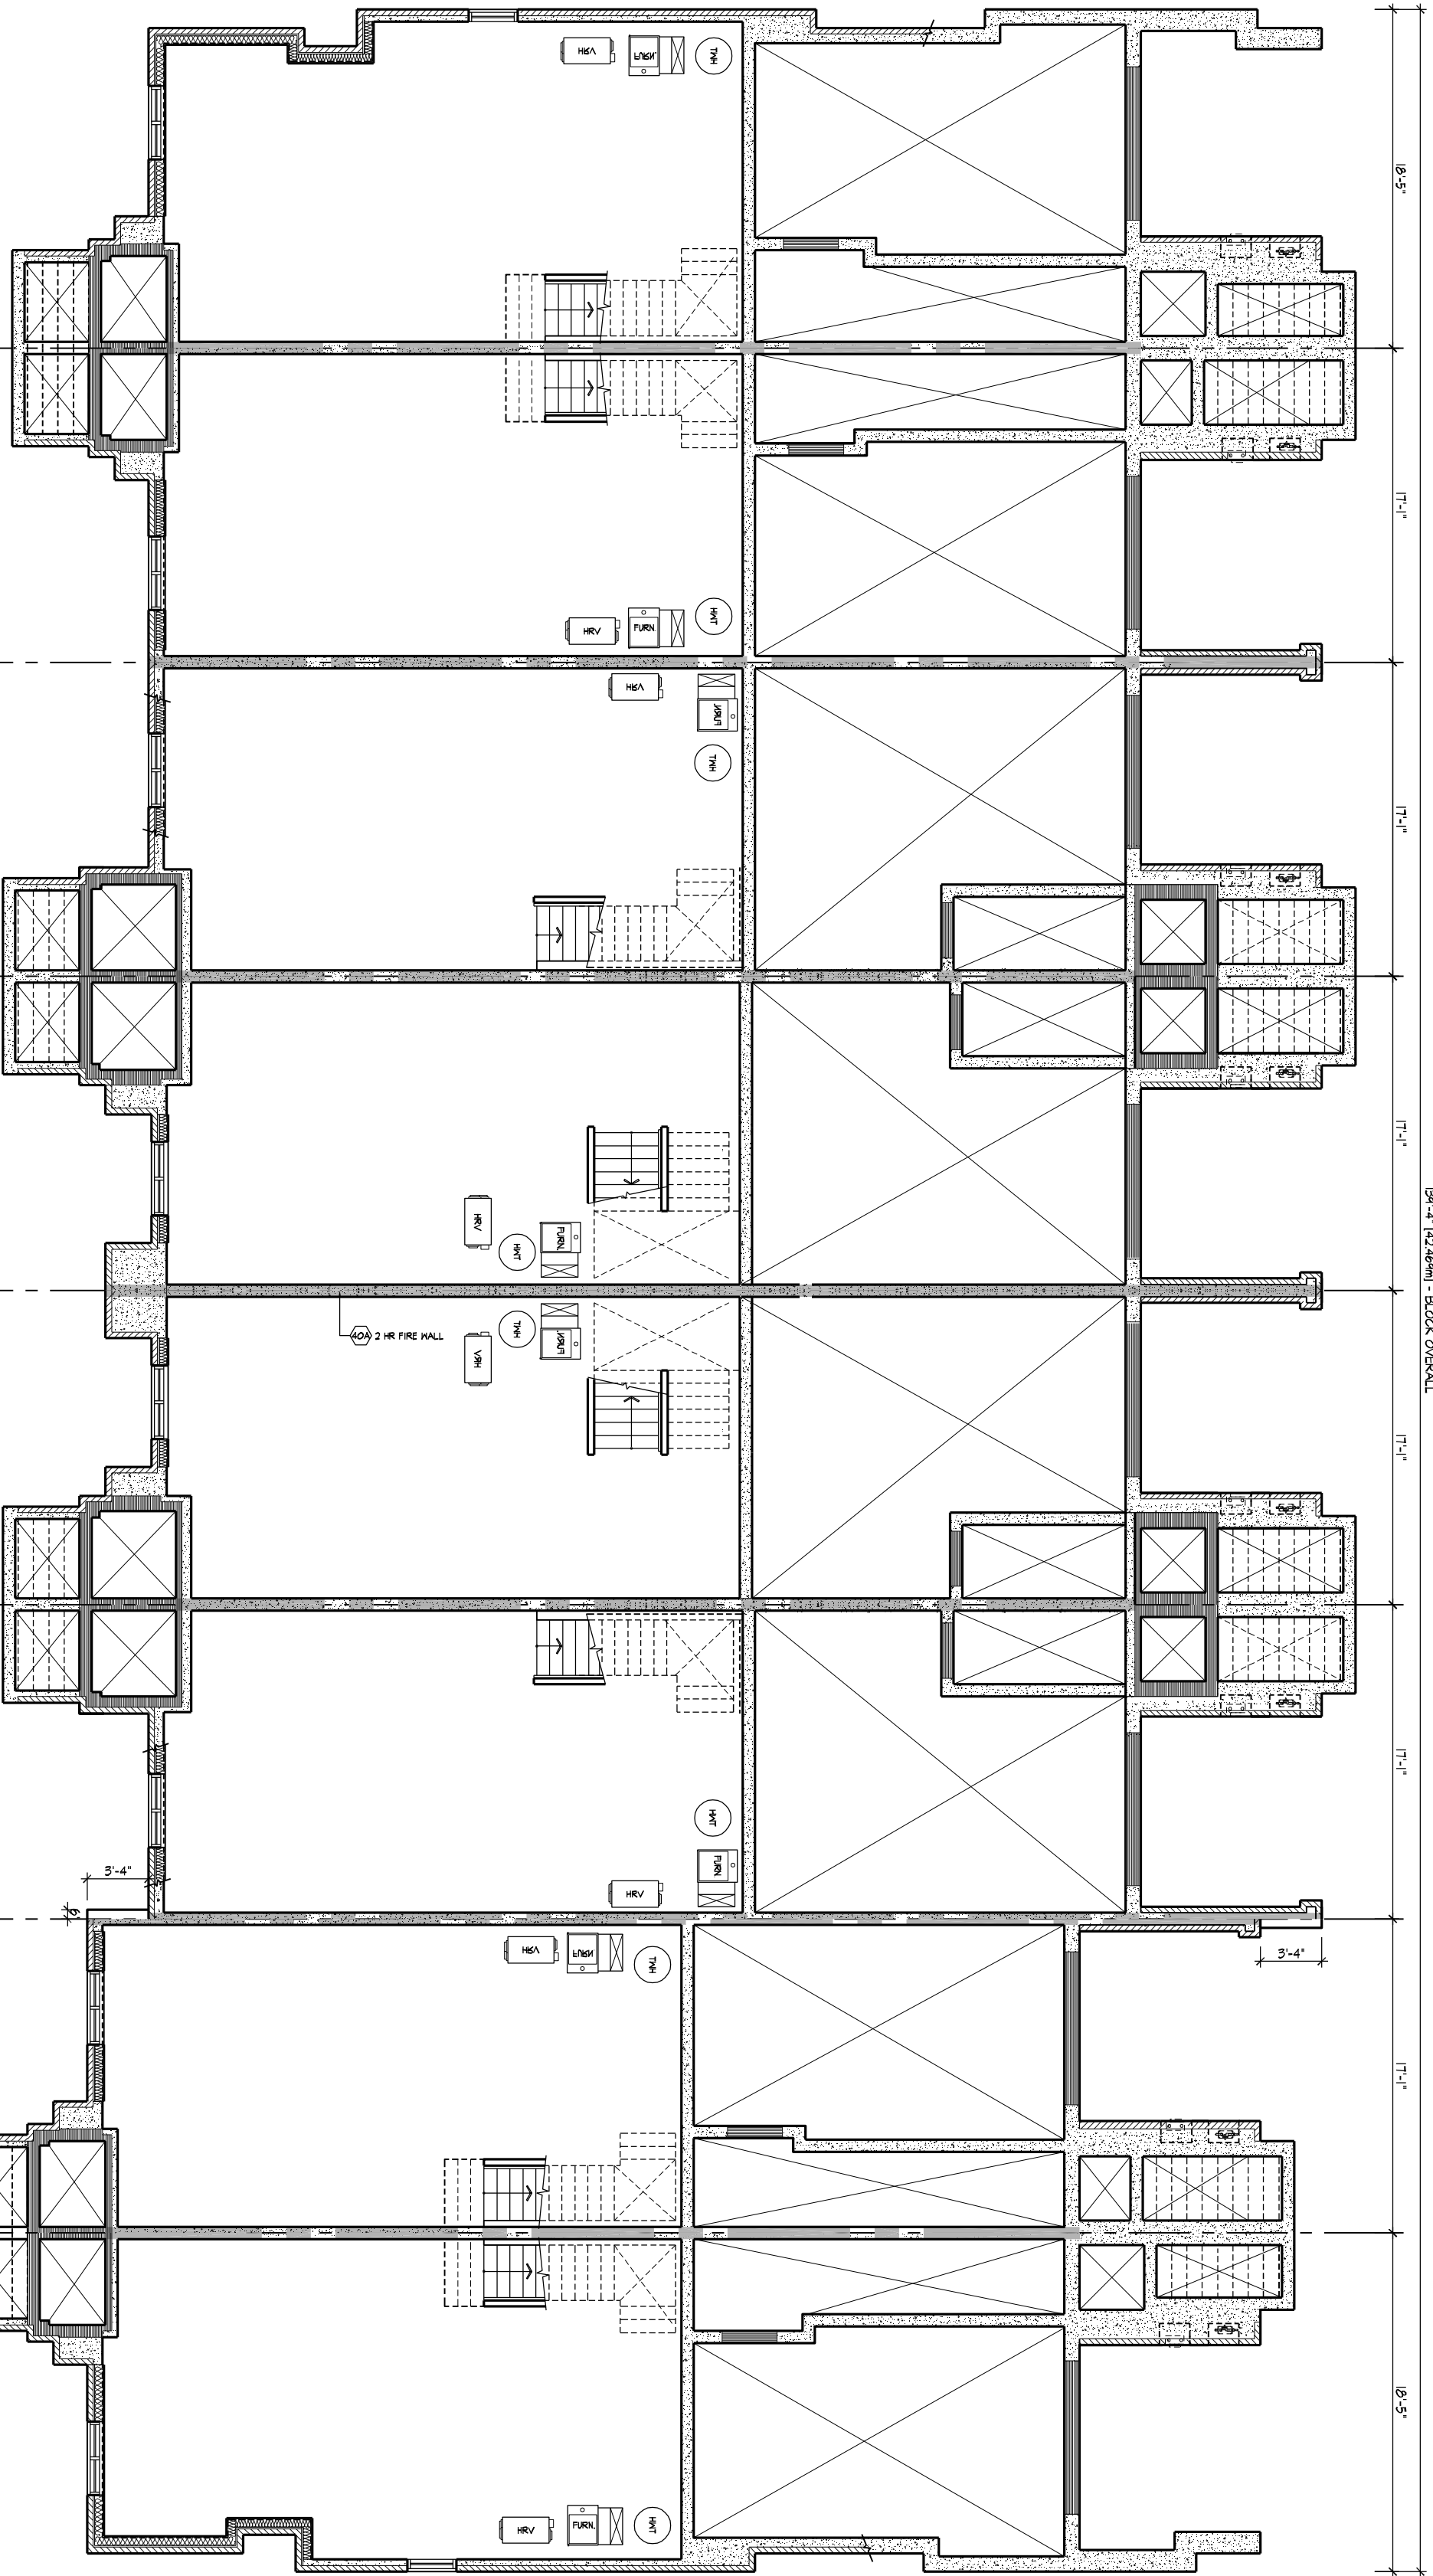 HRV FURN. HWT
18'-5"
17'-1"
HRV FURN. HWT
HRV FURN. HWT
17'-1"
17'-1"
139'-4" [42.469m] - BLOCK OVERALL
HRV HWT FURN.
40A 2 HR FIRE WALL
HRV HWT FURN.
17'-1"
17'-1"
HWT
FURN.
HRV
3'-4"
6"
HRV FURN. HWT
3'-4"
17'-1"
18'-5"
HRV FURN. HWT